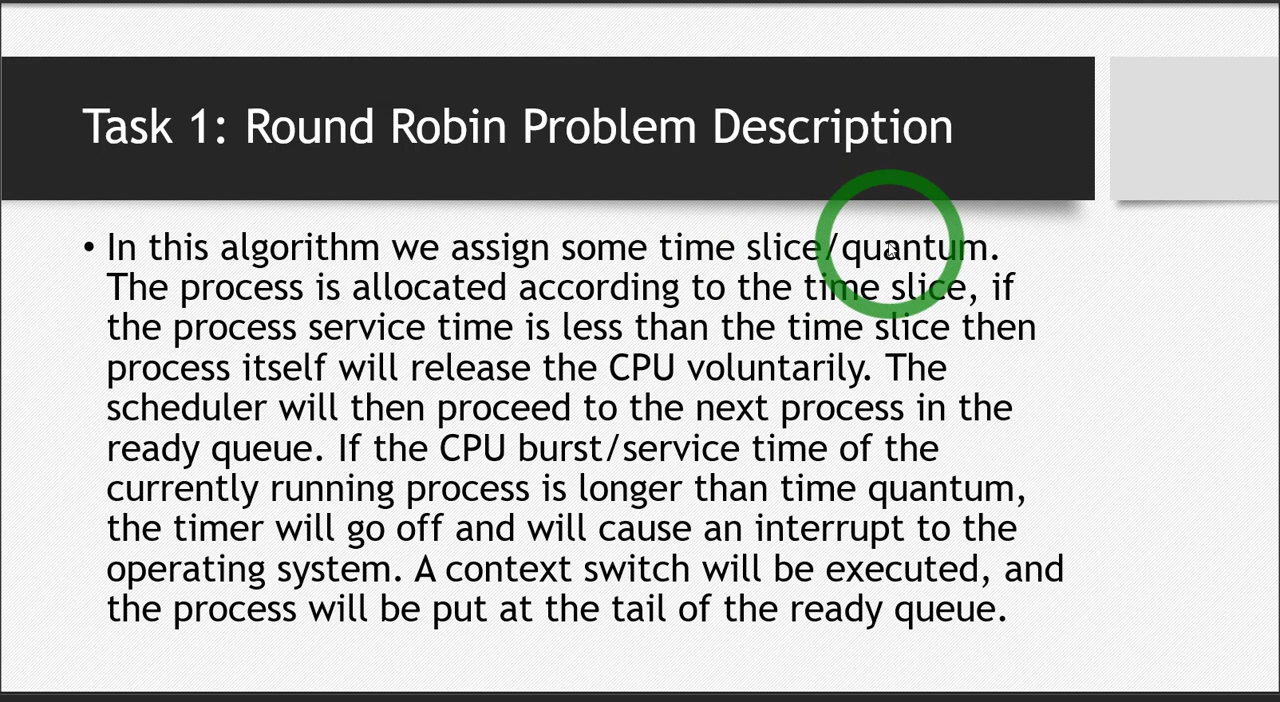 Task 1: Round Robin Problem Description
• In this algorithm we assign some time slice/quantum.
The process is allocated according to the time slice, if
the process service time is less than the time slice then
process itself will release the CPU voluntarily. The
scheduler will then proceed to the next process in the
ready queue. If the CPU burst/service time of the
currently running process is longer than time quantum,
the timer will go off and will cause an interrupt to the
operating system. A context switch will be executed, and
the process will be put at the tail of the ready queue.